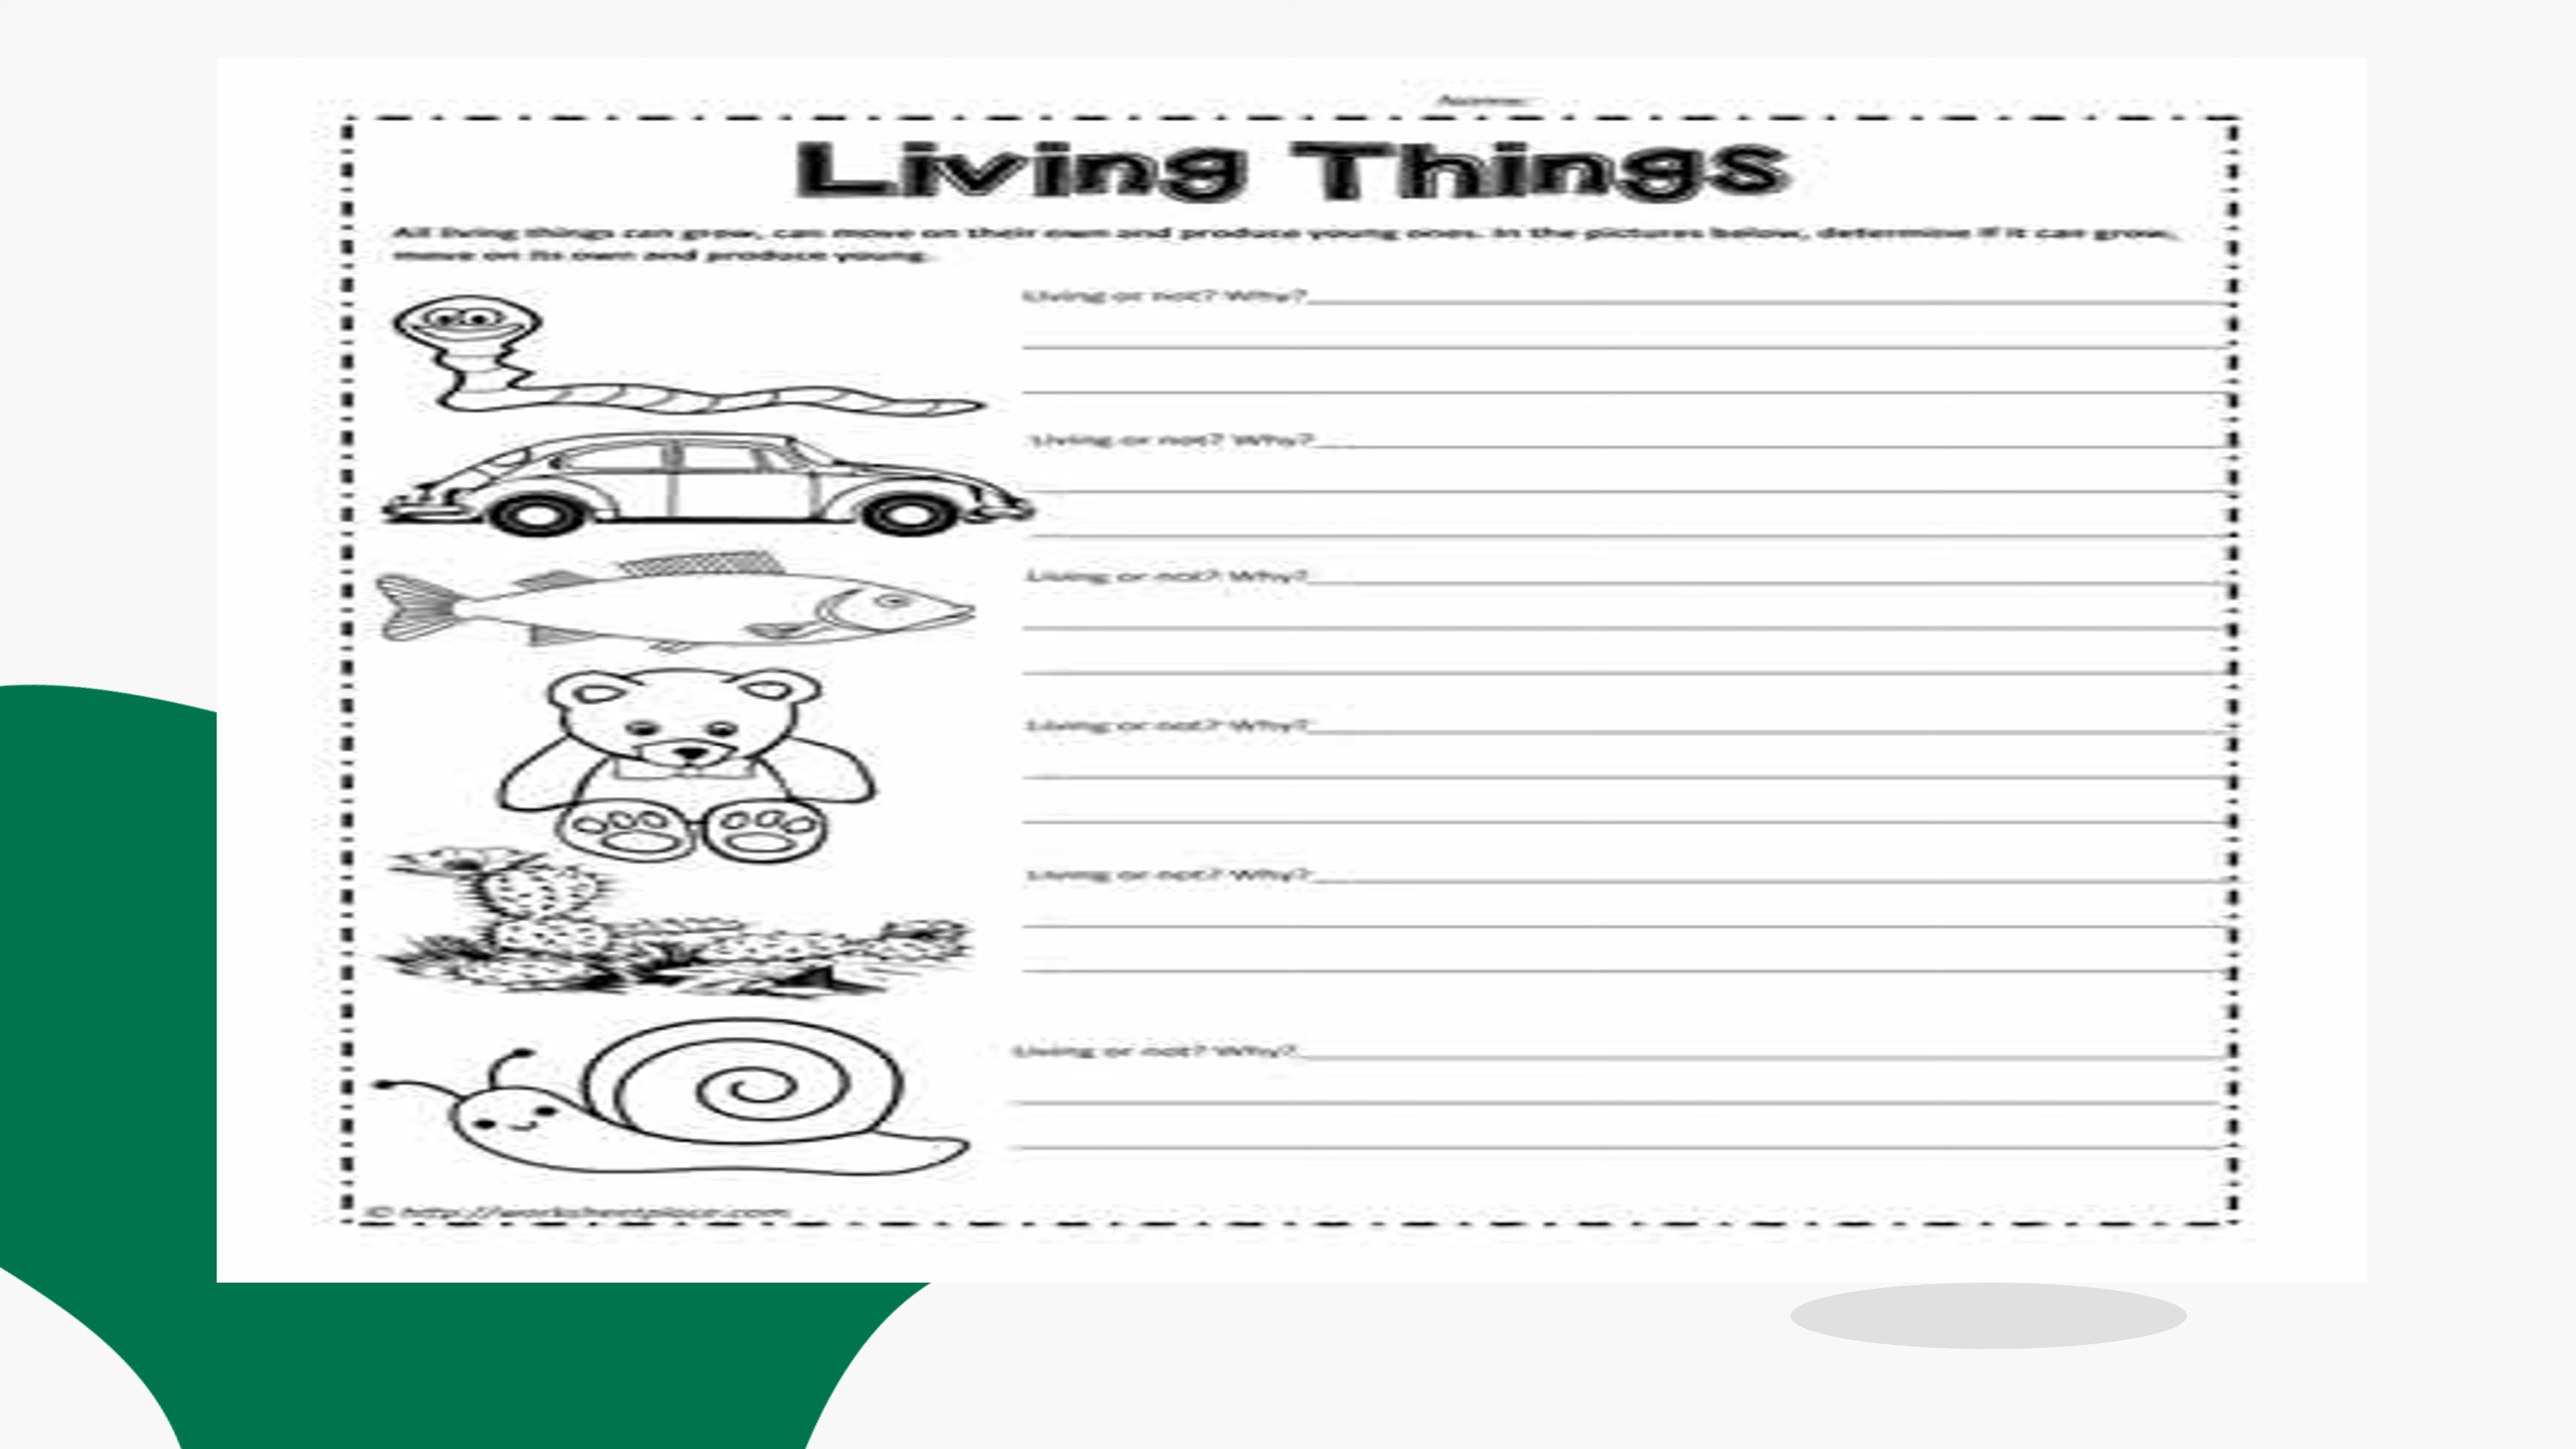 Name:
Living Things
All living things can grow, can move on their own and produce young ones. In the pictures below, determine if it can grow,
move on its own and produce young.
Living or not? Why?
Living or not? Why?
Living or not? Why?
Living or not? Why?
Living or not? Why?
Living or not? Why?
© http://worksheetplace.com